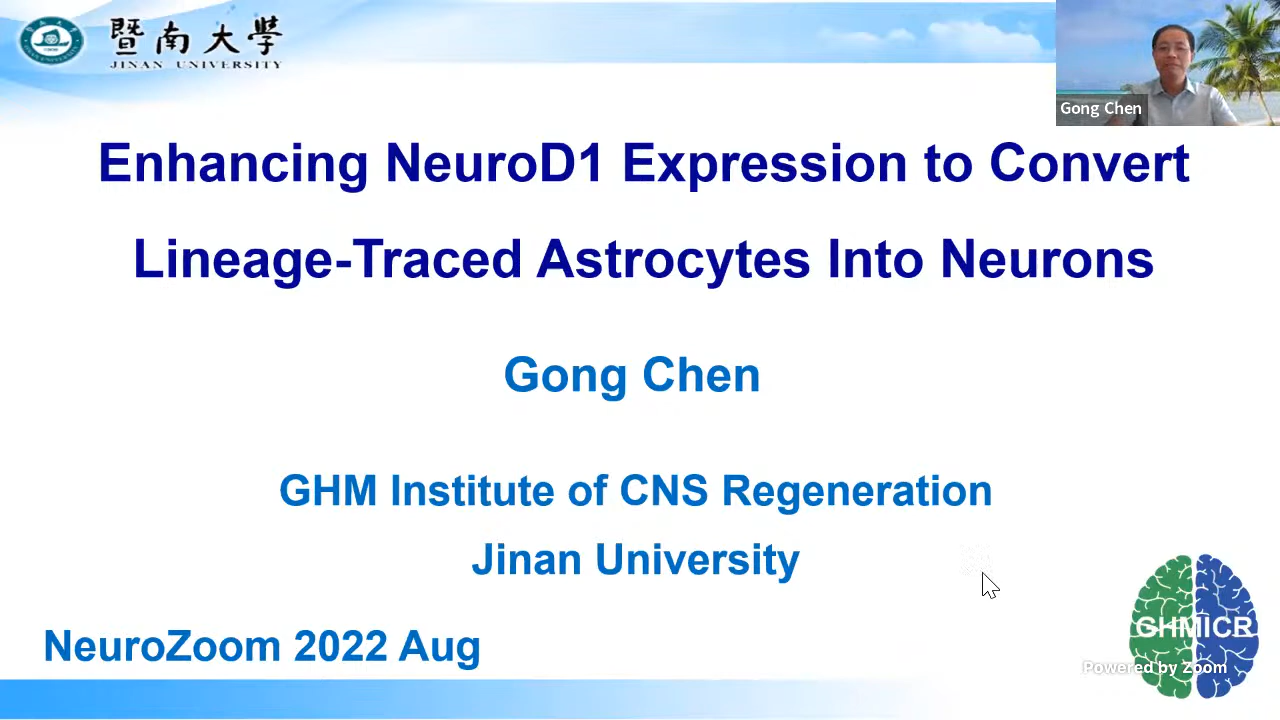 暨南大學
JINAN UNIVERSITY
Gong Chen
Enhancing NeuroD1 Expression to Convert
Lineage-Traced Astrocytes Into Neurons
Gong Chen
GHM Institute of CNS Regeneration
Jinan University
NeuroZoom 2022 Aug
GHMICR
Powered by Zoom